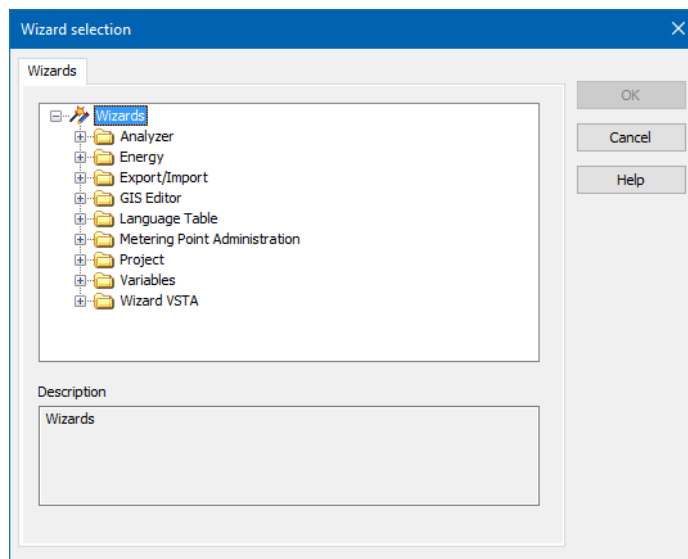 Wizard selection
Wizards
OK
Cancel
Help
Wizards
Analyzer
Energy
Export/Import
GIS Editor
Language Table
Metering Point Administration
Project
Variables
Wizard VSTA
Description
Wizards